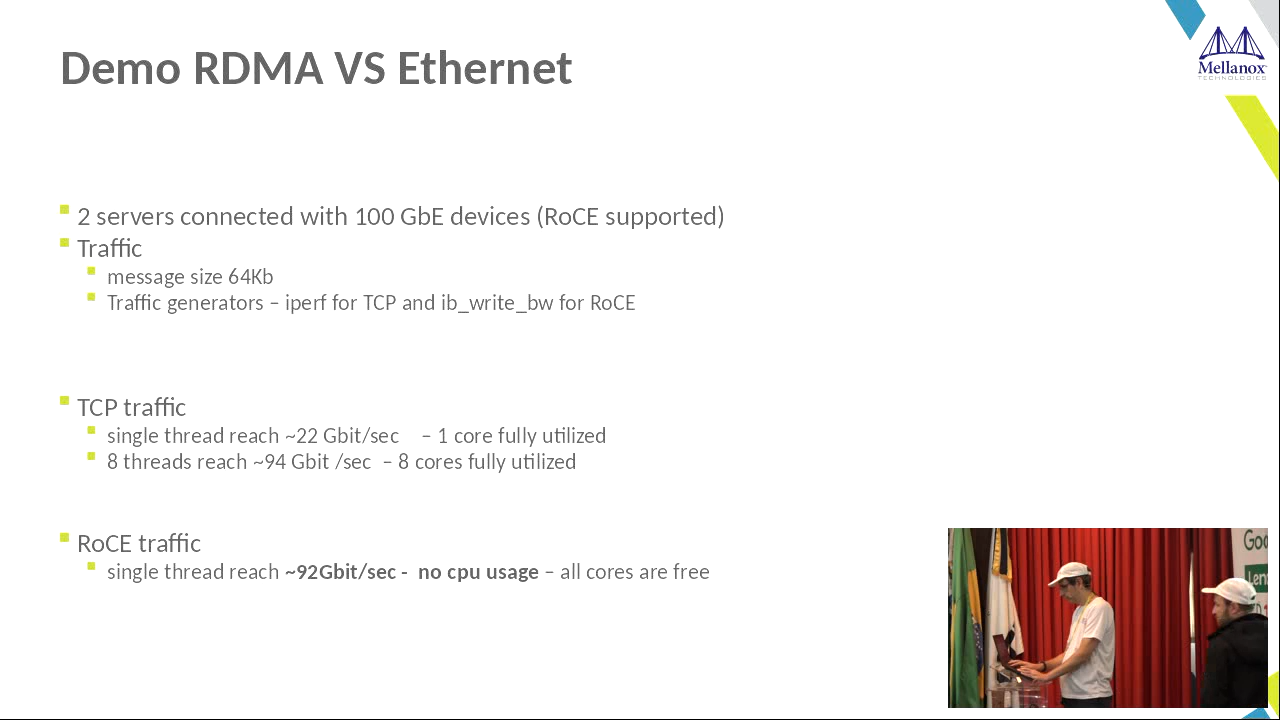 Demo RDMA VS Ethernet
Mellanox
TECHNOLOGIES
2 servers connected with 100 GbE devices (RoCE supported)
Traffic
message size 64Kb
Traffic generators – iperf for TCP and ib_write_bw for RoCE
TCP traffic
single thread reach ~22 Gbit/sec – 1 core fully utilized
8 threads reach ~94 Gbit /sec – 8 cores fully utilized
RoCE traffic
single thread reach ~92Gbit/sec - no cpu usage – all cores are free